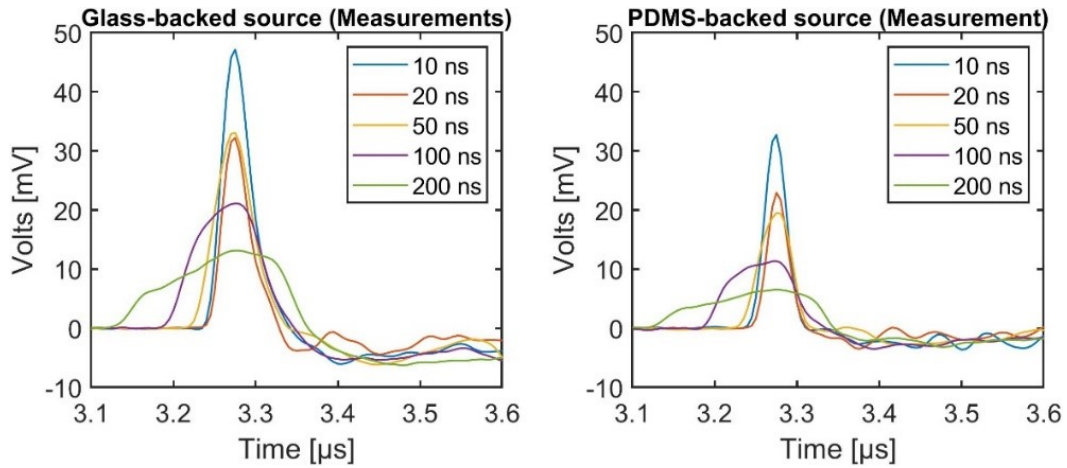 Glass-backed source (Measurements)
50
40
30
20
10
0
-10
Volts [mV]
10 ns
20 ns
50 ns
100 ns
200 ns
3.1 3.2 3.3 3.4 3.5 3.6
Time [µs]
PDMS-backed source (Measurement)
50
40
30
20
10
0
-10
Volts [mV]
10 ns
20 ns
50 ns
100 ns
200 ns
3.1 3.2 3.3 3.4 3.5 3.6
Time [µs]